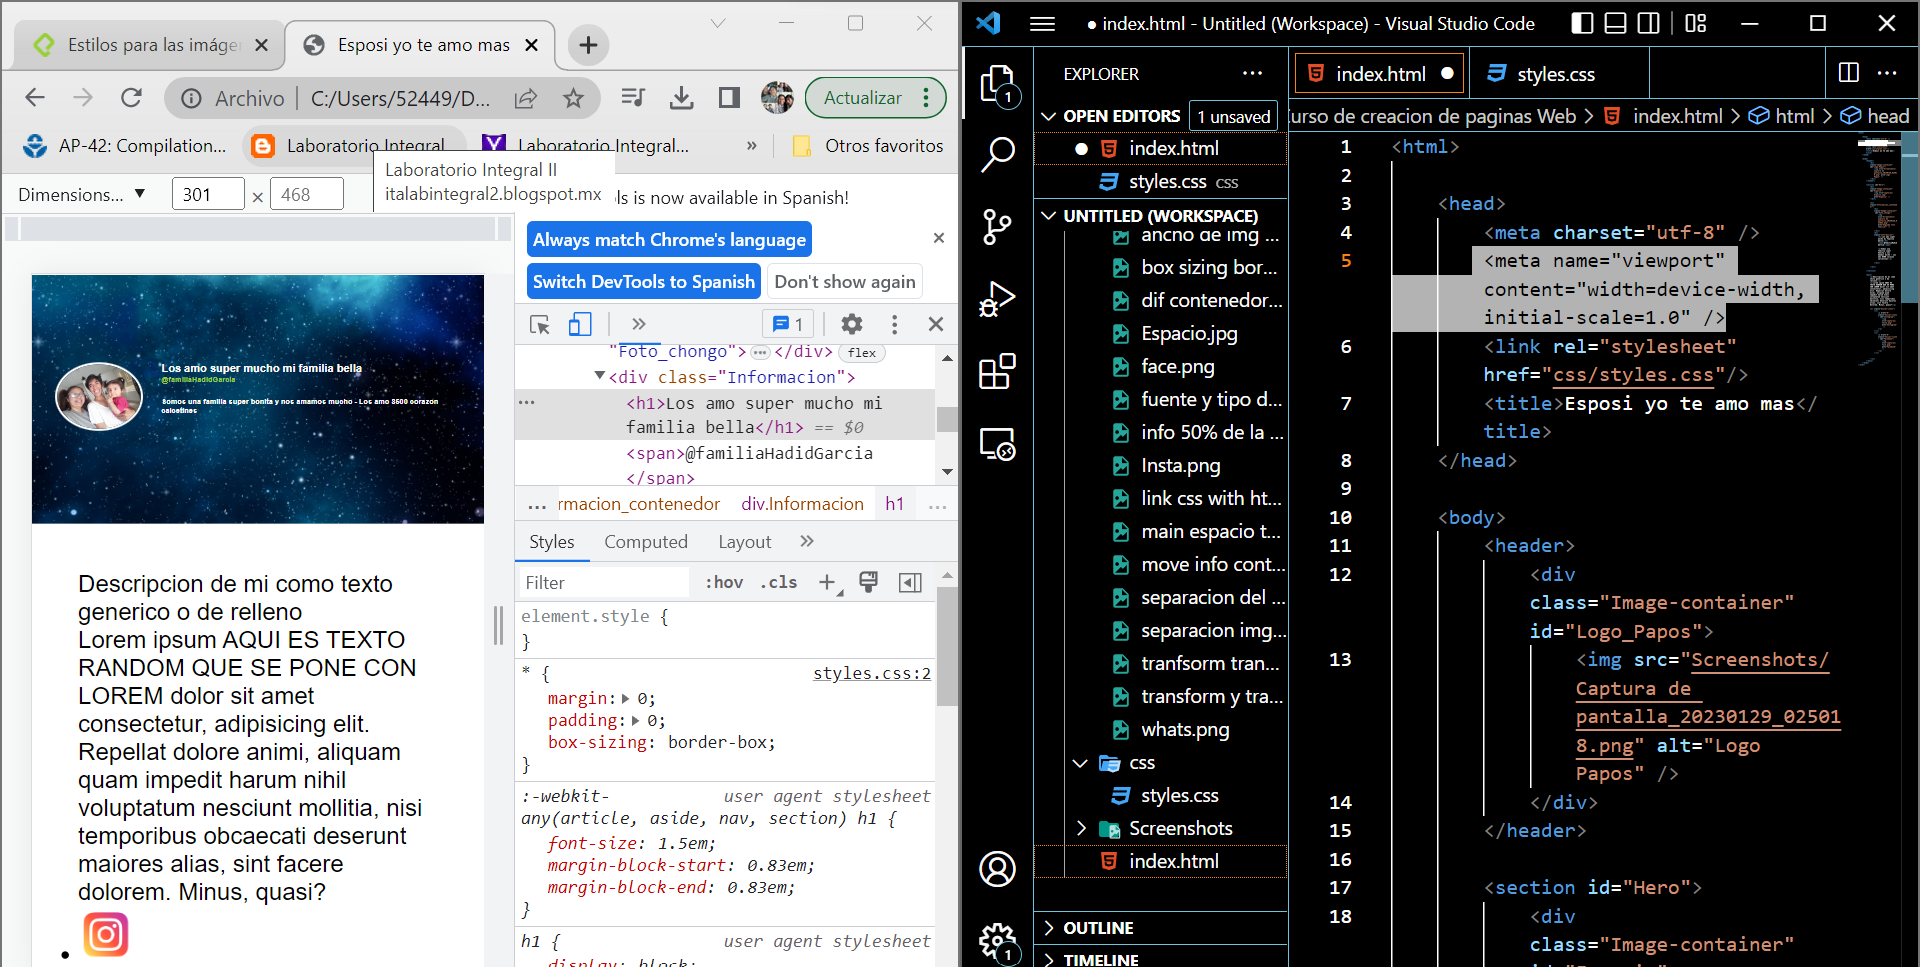 Estilos para las imáge
Esposi yo te amo mas
Archivo
C:/Users/52449/D...
Actualizar
AP-42: Compilation...
Laboratorio Integral
Laboratorio Integral...
»
Otros favoritos
Laboratorio Integral II
italabintegral2.blogspot.mx
Dimensions...
301
×
468
ls is now available in Spanish!
Always match Chrome's language
Switch DevTools to Spanish
Don't show again
1
"Foto_chongo"> ... </div> flex
<div class="Informacion">
<h1>Los amo super mucho mi
familia bella</h1> == $0
<span>@familiaHadidGarcia
</span>
... rmacion_contenedor div.Informacion h1 ...
Styles Computed Layout »
Filter
:hov .cls +
element.style {
}
* {
styles.css:2
margin: 0;
padding: 0;
box-sizing: border-box;
}
:-webkit-
user agent stylesheet
any(article, aside, nav, section) h1 {
font-size: 1.5em;
margin-block-start: 0.83em;
margin-block-end: 0.83em;
}
h1 {
user agent stylesheet
display: block;
Los amo super mucho mi familia bella
@familiaHadidGarcia
Somos una familia super bonita y nos amamos mucho - Los amo 8500 corazon
calcetines
Descripcion de mi como texto
generico o de relleno
Lorem ipsum AQUI ES TEXTO
RANDOM QUE SE PONE CON
LOREM dolor sit amet
consectetur, adipisicing elit.
Repellat dolore animi, aliquam
quam impedit harum nihil
voluptatum nesciunt mollitia, nisi
temporibus obcaecati deserunt
maiores alias, sint facere
dolorem. Minus, quasi?
● index.html - Untitled (Workspace) - Visual Studio Code
EXPLORER
...
OPEN EDITORS
1 unsaved
index.html
styles.css css
UNTITLED (WORKSPACE)
ancho de img ...
box sizing bor...
dif contenedor...
Espacio.jpg
face.png
fuente y tipo d...
info 50% de la ...
Insta.png
link css with ht...
main espacio t...
move info cont...
separacion del ...
separacion img...
tranfsorm tran...
transform y tra...
whats.png
css
styles.css
Screenshots
index.html
OUTLINE
TIMELINE
1
1
index.html
styles.css
...
urso de creacion de paginas Web > index.html > html > head
1 <html>
2
3 <head>
4 <meta charset="utf-8" />
5 <meta name="viewport"
content="width=device-width,
initial-scale=1.0" />
6 <link rel="stylesheet"
href="css/styles.css"/>
7 <title>Esposi yo te amo mas</
title>
8 </head>
9
10 <body>
11 <header>
12 <div
class="Image-container"
id="Logo_Papos">
13 <img src="Screenshots/
Captura de
pantalla_20230129_02501
8.png" alt="Logo
Papos" />
14 </div>
15 </header>
16
17 <section id="Hero">
18 <div
class="Image-container"